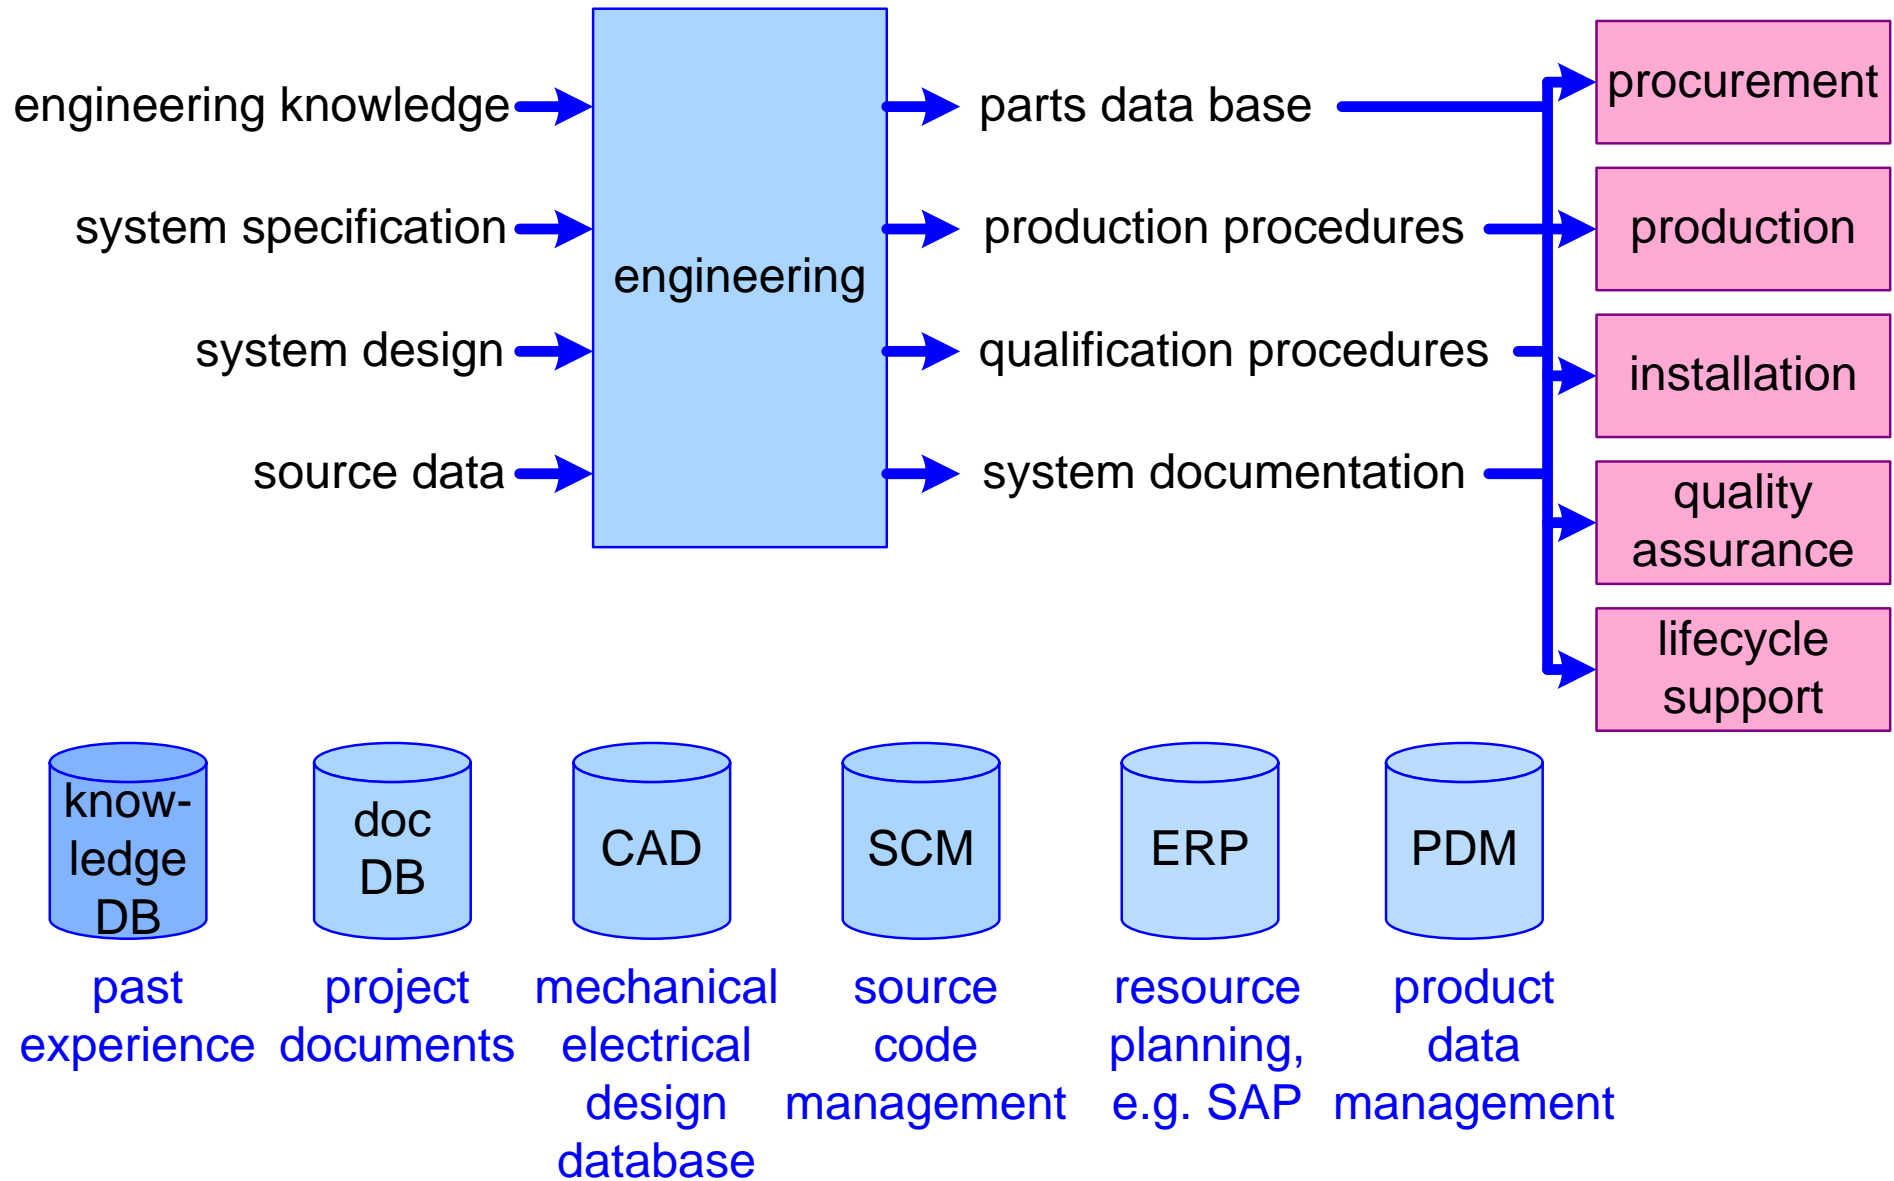 engineering knowledge
system specification
system design
source data
engineering
parts data base
production procedures
qualification procedures
system documentation
procurement
production
installation
quality
assurance
lifecycle
support
know-
ledge
DB
doc
DB
CAD
SCM
ERP
PDM
past
experience
project
documents
mechanical
electrical
design
database
source
code
management
resource
planning,
e.g. SAP
product
data
management